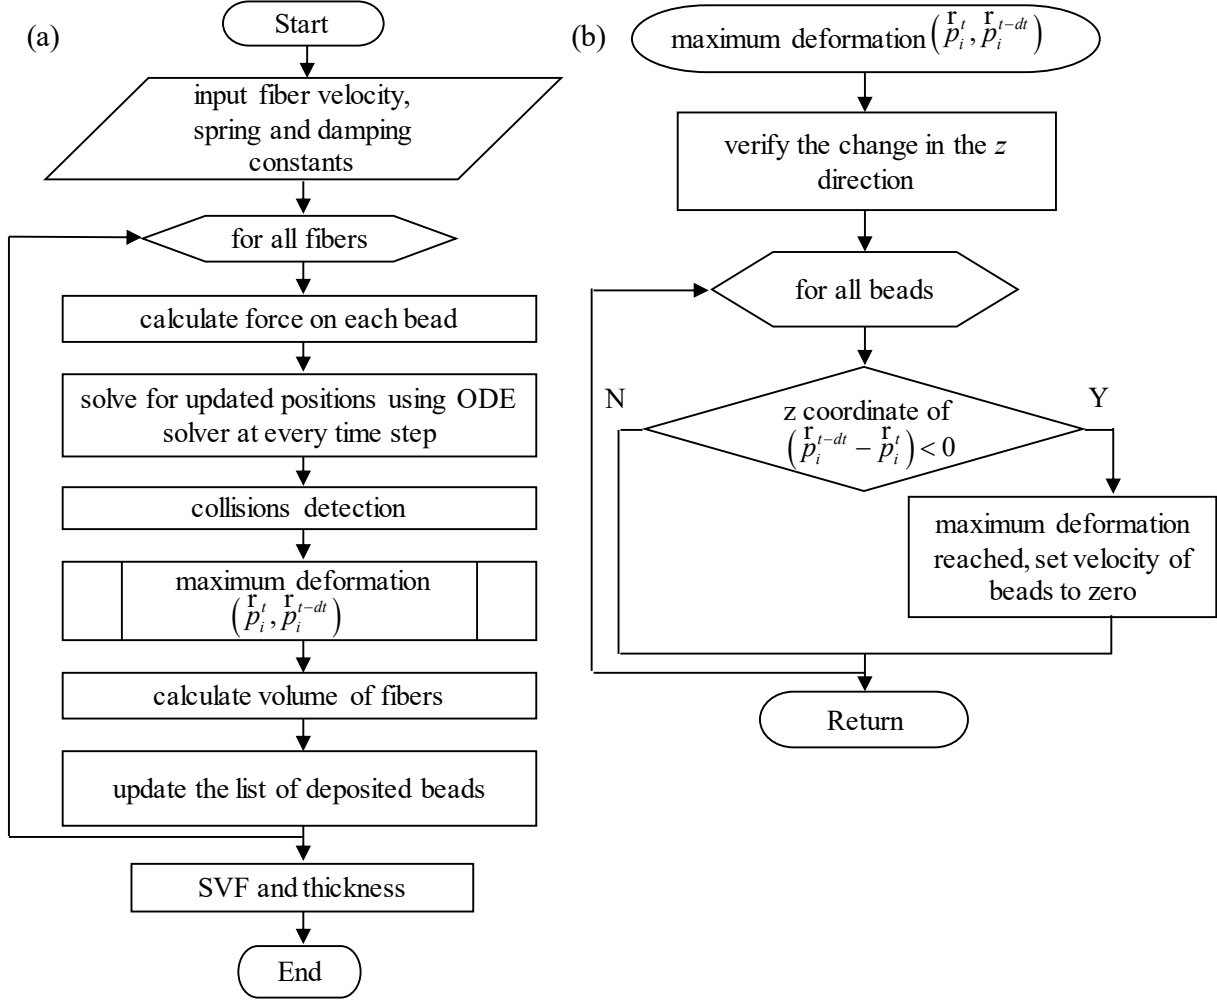 (a)
Start
input fiber velocity,
spring and damping
constants
for all fibers
calculate force on each bead
solve for updated positions using ODE
solver at every time step
collisions detection
maximum deformation
(r p_i^t, r p_i^{t-dt})
calculate volume of fibers
update the list of deposited beads
SVF and thickness
End
(b)
maximum deformation (r p_i^t, r p_i^{t-dt})
verify the change in the z
direction
for all beads
N
Y
z coordinate of
(r p_i^{t-dt} − r p_i^t) < 0
maximum deformation
reached, set velocity of
beads to zero
Return